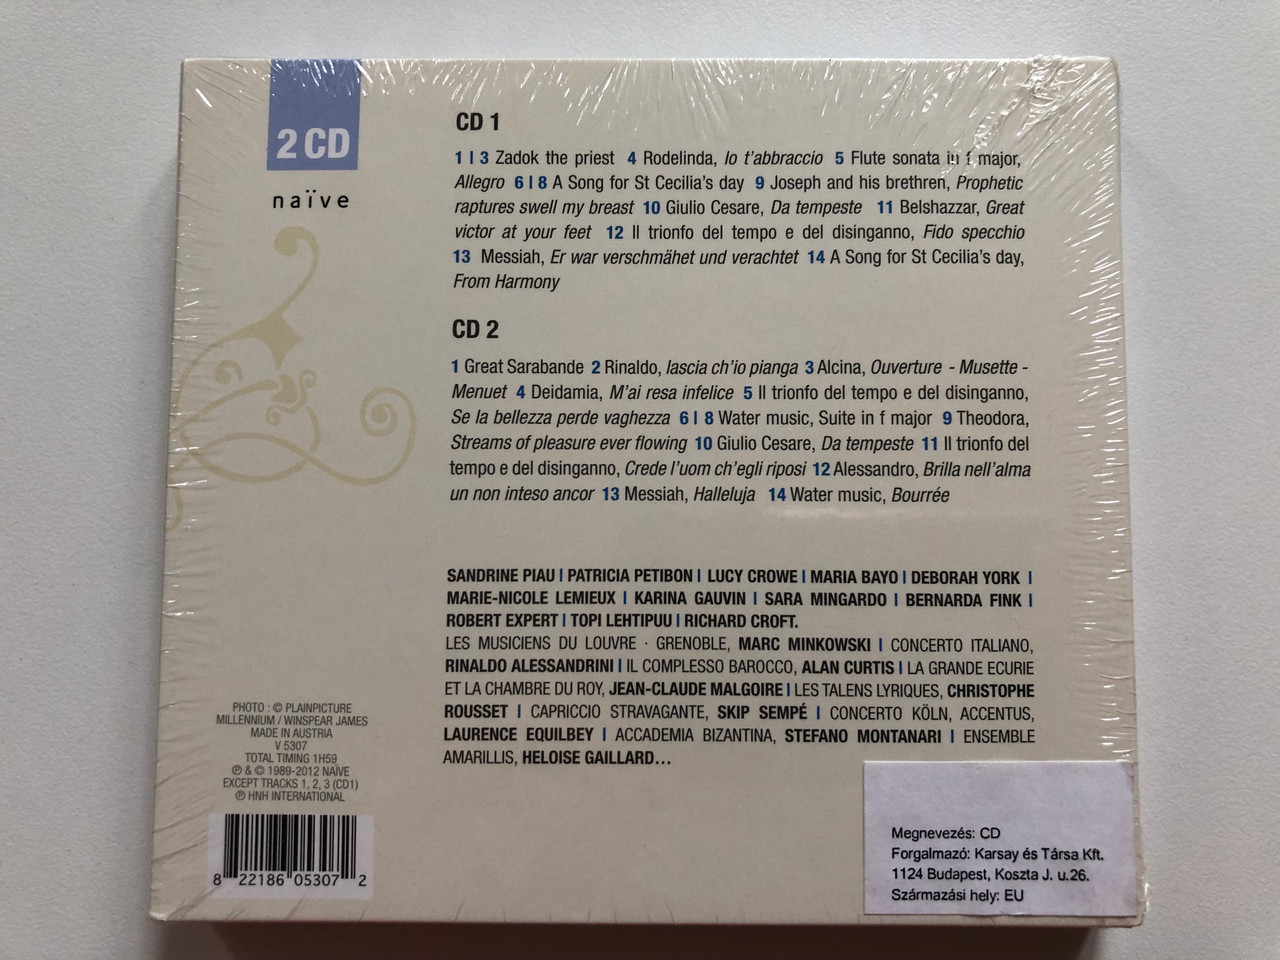 2 CD
naïve
CD 1
1 | 3 Zadok the priest 4 Rodelinda, Io t'abbraccio 5 Flute sonata in f major,
Allegro 6 | 8 A Song for St Cecilia's day 9 Joseph and his brethren, Prophetic
raptures swell my breast 10 Giulio Cesare, Da tempeste 11 Belshazzar, Great
victor at your feet 12 Il trionfo del tempo e del disinganno, Fido specchio
13 Messiah, Er war verschmähet und verachtet 14 A Song for St Cecilia's day,
From Harmony
CD 2
1 Great Sarabande 2 Rinaldo, lascia ch'io pianga 3 Alcina, Ouverture - Musette -
Menuet 4 Deidamia, M'ai resa infelice 5 Il trionfo del tempo e del disinganno,
Se la bellezza perde vaghezza 6 | 8 Water music, Suite in f major 9 Theodora,
Streams of pleasure ever flowing 10 Giulio Cesare, Da tempeste 11 Il trionfo del
tempo e del disinganno, Crede l'uom ch'egli riposi 12 Alessandro, Brilla nell'alma
un non inteso ancor 13 Messiah, Halleluja 14 Water music, Bourrée
SANDRINE PIAU | PATRICIA PETIBON | LUCY CROWE | MARIA BAYO | DEBORAH YORK |
MARIE-NICOLE LEMIEUX | KARINA GAUVIN | SARA MINGARDO | BERNARDA FINK |
ROBERT EXPERT | TOPI LEHTIPUU | RICHARD CROFT.
LES MUSICIENS DU LOUVRE · GRENOBLE, MARC MINKOWSKI | CONCERTO ITALIANO,
RINALDO ALESSANDRINI | IL COMPLESSO BAROCCO, ALAN CURTIS | LA GRANDE ECURIE
ET LA CHAMBRE DU ROY, JEAN-CLAUDE MALGOIRE | LES TALENS LYRIQUES, CHRISTOPHE
ROUSSET | CAPRICCIO STRAVAGANTE, SKIP SEMPÉ | CONCERTO KÖLN, ACCENTUS,
LAURENCE EQUILBEY | ACCADEMIA BIZANTINA, STEFANO MONTANARI | ENSEMBLE
AMARILLIS, HELOISE GAILLARD...
PHOTO : © PLAINPICTURE
MILLENNIUM / WINSPEAR JAMES
MADE IN AUSTRIA
V 5307
TOTAL TIMING 1H59
℗ & © 1989-2012 NAÏVE
EXCEPT TRACKS 1, 2, 3 (CD1)
℗ HNH INTERNATIONAL
8 22186 05307 2
Megnevezés: CD
Forgalmazó: Karsay és Társa Kft.
1124 Budapest, Koszta J. u.26.
Származási hely: EU